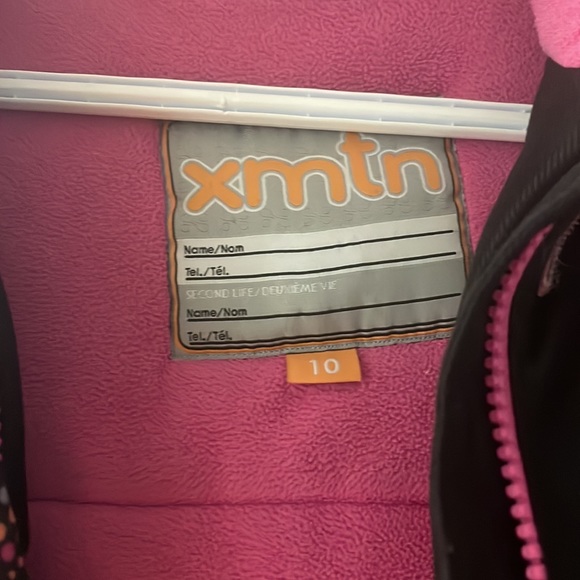 xmtn
Name/Nom
Tel./Tél.
SECOND LIFE/DEUXIÈME VIE
Name/Nom
Tel./Tél.
10